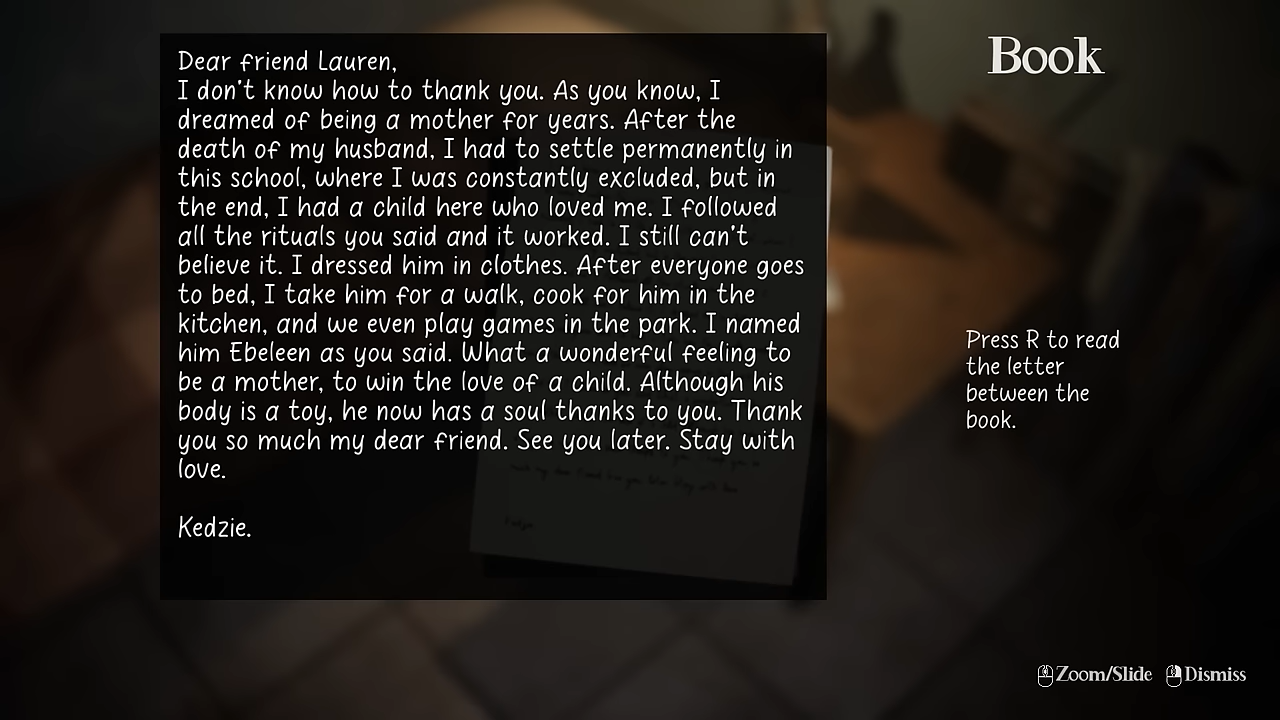 Dear friend Lauren,
I don't know how to thank you. As you know, I
dreamed of being a mother for years. After the
death of my husband, I had to settle permanently in
this school, where I was constantly excluded, but in
the end, I had a child here who loved me. I followed
all the rituals you said and it worked. I still can't
believe it. I dressed him in clothes. After everyone goes
to bed, I take him for a walk, cook for him in the
kitchen, and we even play games in the park. I named
him Ebeleen as you said. What a wonderful feeling to
be a mother, to win the love of a child. Although his
body is a toy, he now has a soul thanks to you. Thank
you so much my dear friend. See you later. Stay with
love.
Kedzie.
Book
Press R to read
the letter
between the
book.
Zoom/Slide Dismiss